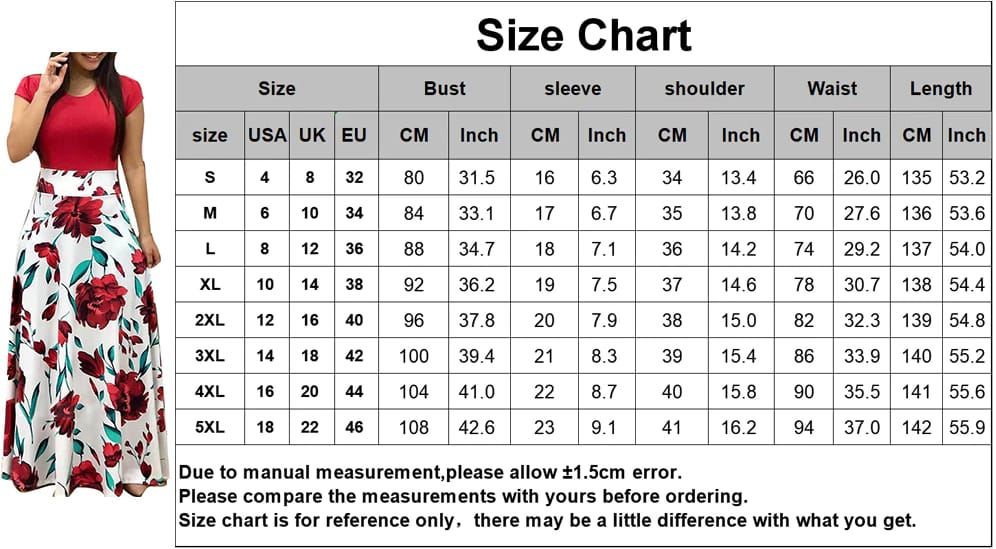 Size Chart
Size Bust sleeve shoulder Waist Length
size USA UK EU CM Inch CM Inch CM Inch CM Inch CM Inch
S 4 8 32 80 31.5 16 6.3 34 13.4 66 26.0 135 53.2
M 6 10 34 84 33.1 17 6.7 35 13.8 70 27.6 136 53.6
L 8 12 36 88 34.7 18 7.1 36 14.2 74 29.2 137 54.0
XL 10 14 38 92 36.2 19 7.5 37 14.6 78 30.7 138 54.4
2XL 12 16 40 96 37.8 20 7.9 38 15.0 82 32.3 139 54.8
3XL 14 18 42 100 39.4 21 8.3 39 15.4 86 33.9 140 55.2
4XL 16 20 44 104 41.0 22 8.7 40 15.8 90 35.5 141 55.6
5XL 18 22 46 108 42.6 23 9.1 41 16.2 94 37.0 142 55.9
Due to manual measurement,please allow ±1.5cm error.
Please compare the measurements with yours before ordering.
Size chart is for reference only，there may be a little difference with what you get.